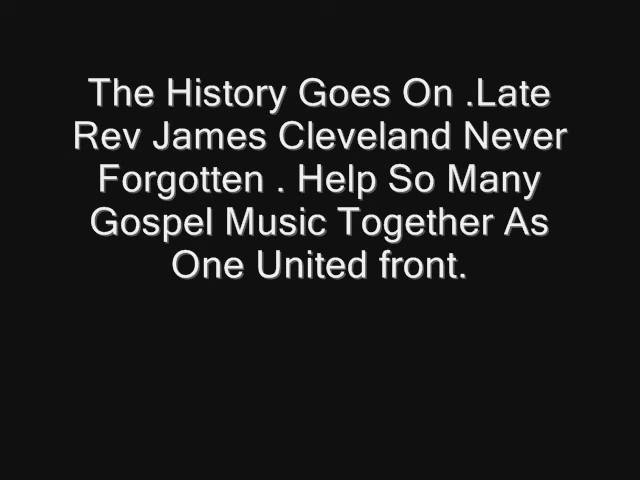 The History Goes On .Late
Rev James Cleveland Never
Forgotten . Help So Many
Gospel Music Together As
One United front.